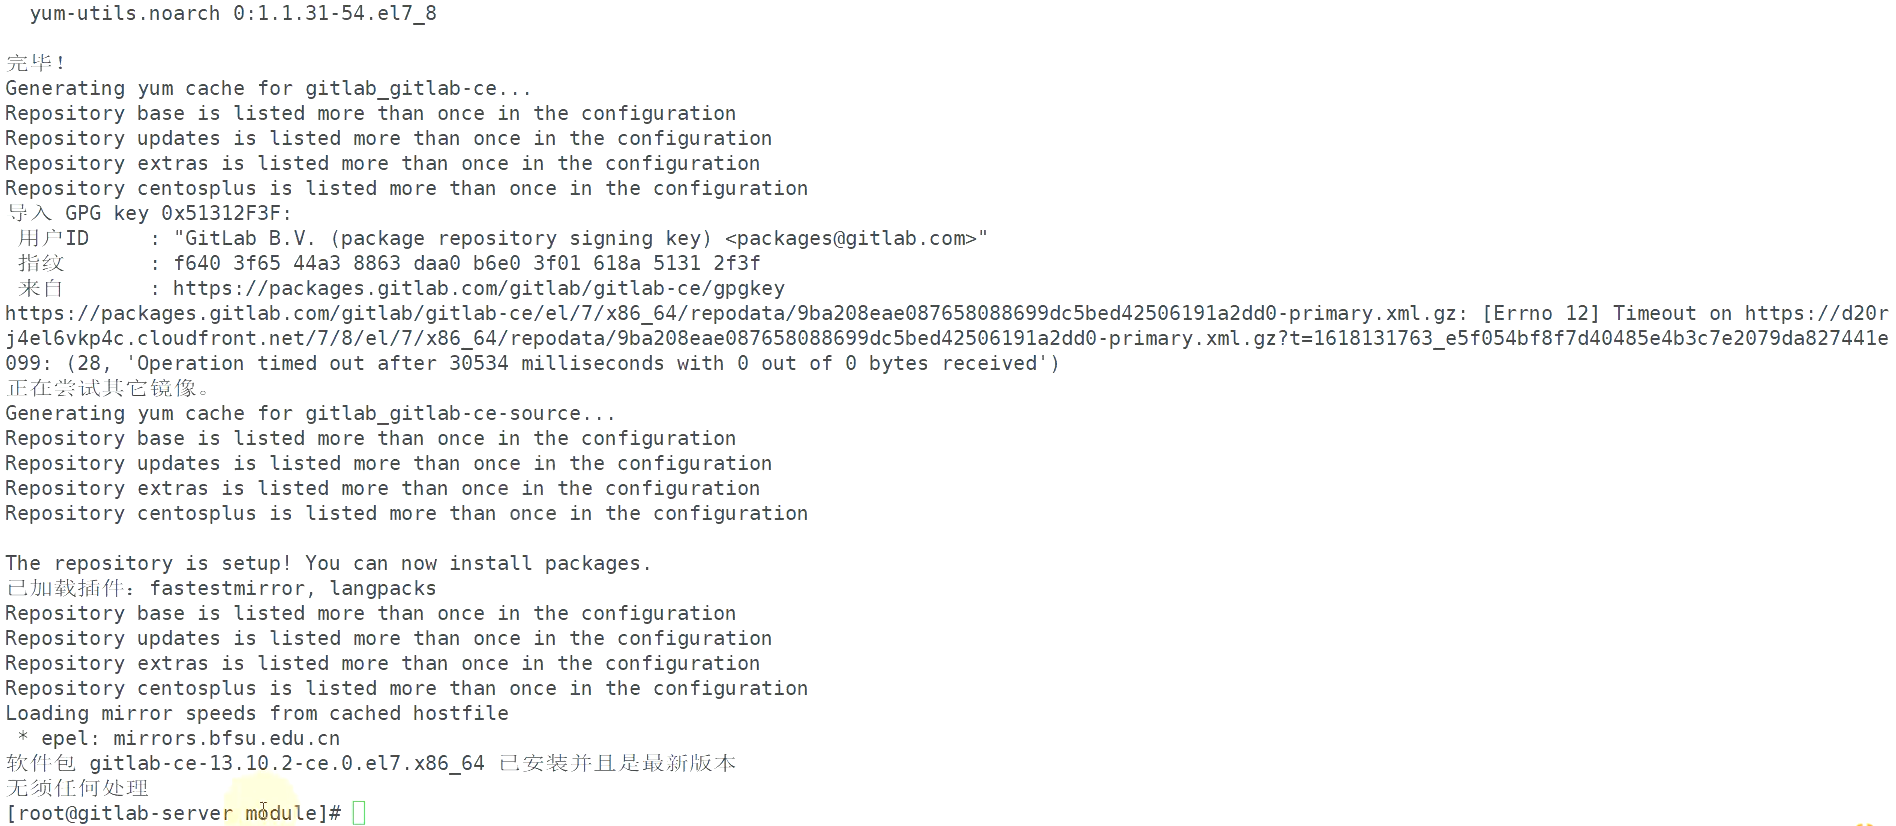 yum-utils.noarch 0:1.1.31-54.el7_8
完毕！
Generating yum cache for gitlab_gitlab-ce...
Repository base is listed more than once in the configuration
Repository updates is listed more than once in the configuration
Repository extras is listed more than once in the configuration
Repository centosplus is listed more than once in the configuration
导入 GPG key 0x51312F3F:
用户ID     : "GitLab B.V. (package repository signing key) <packages@gitlab.com>"
指纹       : f640 3f65 44a3 8863 daa0 b6e0 3f01 618a 5131 2f3f
来自       : https://packages.gitlab.com/gitlab/gitlab-ce/gpgkey
https://packages.gitlab.com/gitlab/gitlab-ce/el/7/x86_64/repodata/9ba208eae087658088699dc5bed42506191a2dd0-primary.xml.gz: [Errno 12] Timeout on https://d20r
j4el6vkp4c.cloudfront.net/7/8/el/7/x86_64/repodata/9ba208eae087658088699dc5bed42506191a2dd0-primary.xml.gz?t=1618131763_e5f054bf8f7d40485e4b3c7e2079da827441e
099: (28, 'Operation timed out after 30534 milliseconds with 0 out of 0 bytes received')
正在尝试其它镜像。
Generating yum cache for gitlab_gitlab-ce-source...
Repository base is listed more than once in the configuration
Repository updates is listed more than once in the configuration
Repository extras is listed more than once in the configuration
Repository centosplus is listed more than once in the configuration
The repository is setup! You can now install packages.
已加载插件：fastestmirror, langpacks
Repository base is listed more than once in the configuration
Repository updates is listed more than once in the configuration
Repository extras is listed more than once in the configuration
Repository centosplus is listed more than once in the configuration
Loading mirror speeds from cached hostfile
* epel: mirrors.bfsu.edu.cn
软件包 gitlab-ce-13.10.2-ce.0.el7.x86_64 已安装并且是最新版本
无须任何处理
[root@gitlab-server module]#